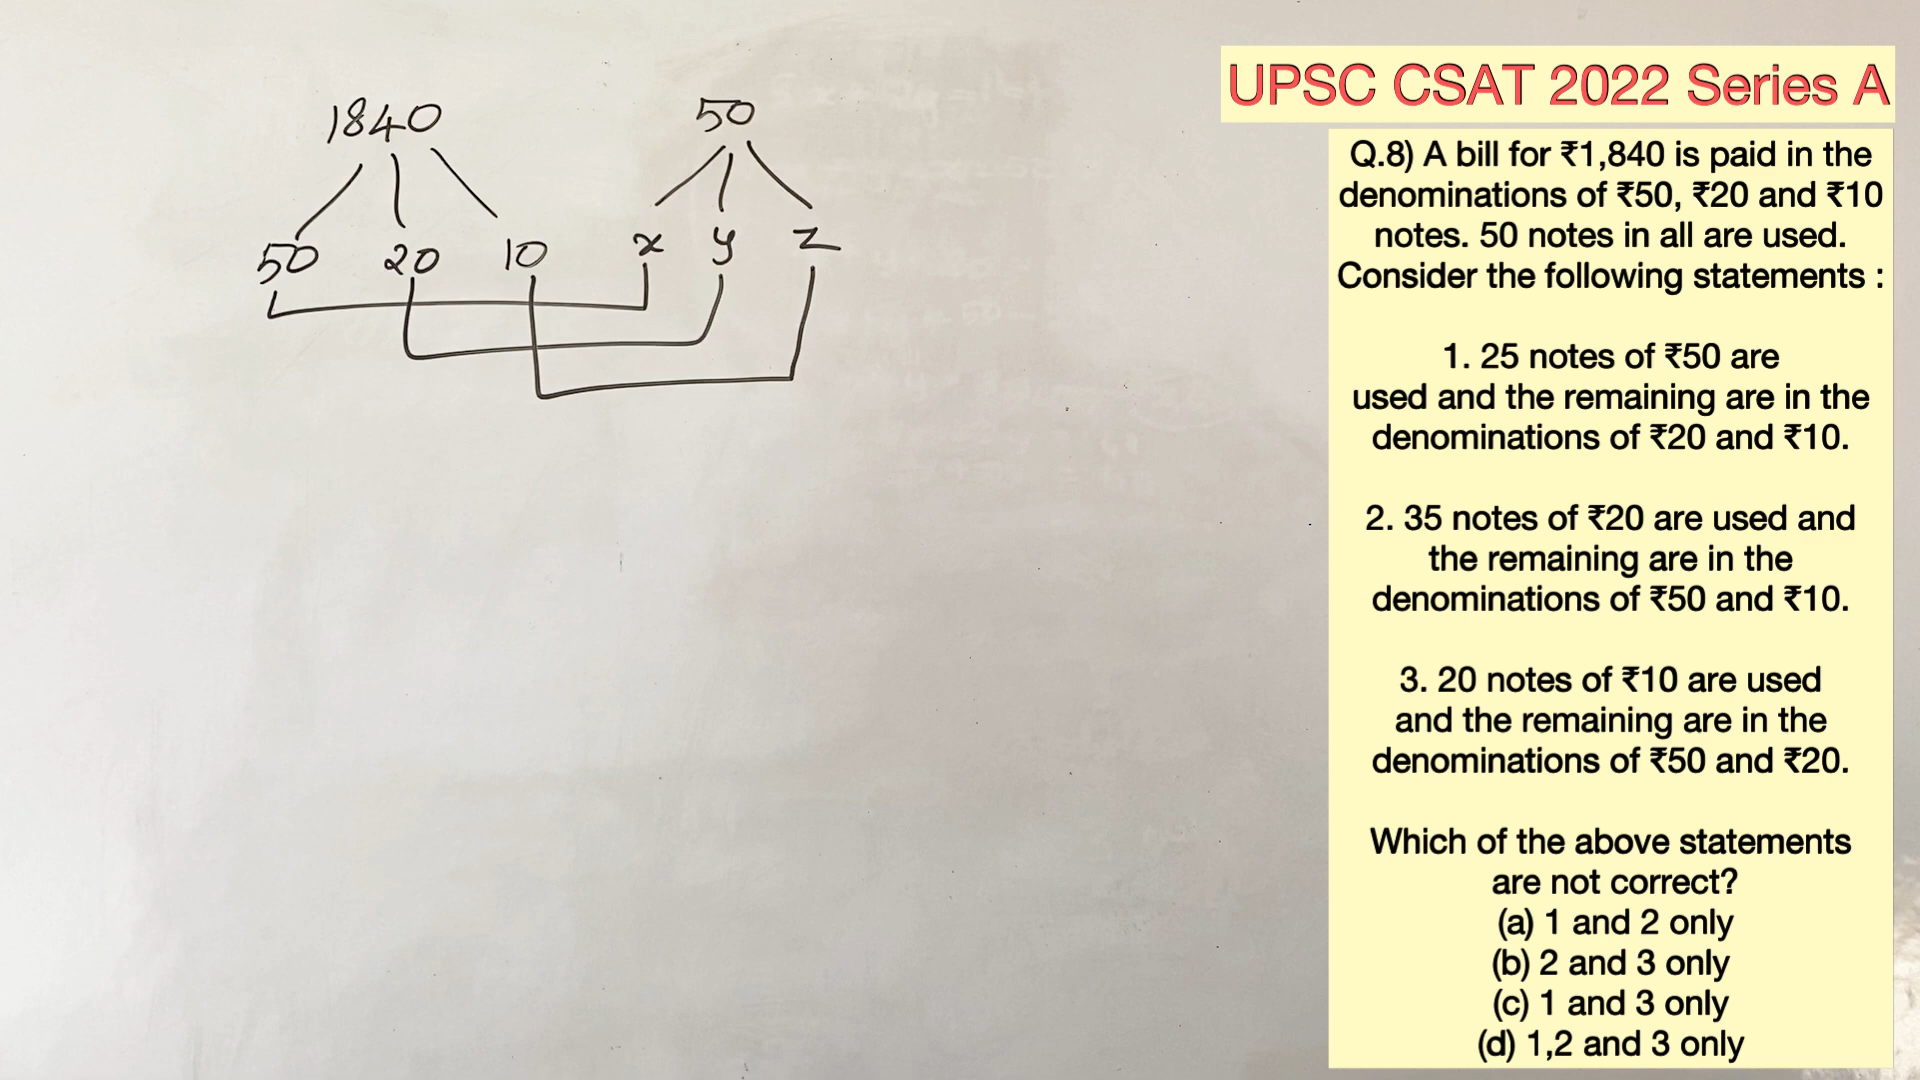 1840
50
50 20 10
x y z
UPSC CSAT 2022 Series A
Q.8) A bill for ₹1,840 is paid in the
denominations of ₹50, ₹20 and ₹10
notes. 50 notes in all are used.
Consider the following statements :
1. 25 notes of ₹50 are
used and the remaining are in the
denominations of ₹20 and ₹10.
2. 35 notes of ₹20 are used and
the remaining are in the
denominations of ₹50 and ₹10.
3. 20 notes of ₹10 are used
and the remaining are in the
denominations of ₹50 and ₹20.
Which of the above statements
are not correct?
(a) 1 and 2 only
(b) 2 and 3 only
(c) 1 and 3 only
(d) 1,2 and 3 only